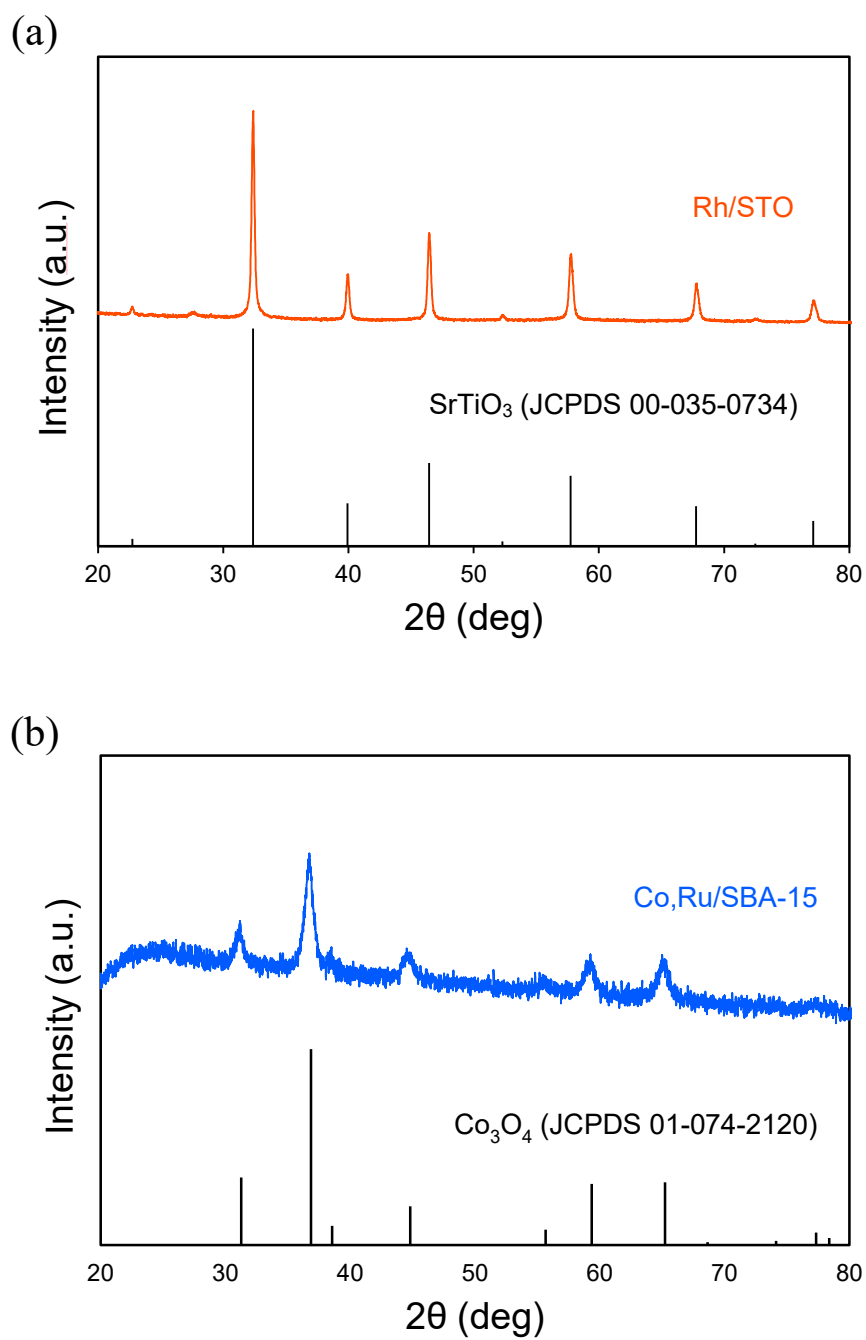 (a)
Intensity (a.u.)
Rh/STO
SrTiO₃ (JCPDS 00-035-0734)
20 30 40 50 60 70 80
2θ (deg)
(b)
Intensity (a.u.)
Co,Ru/SBA-15
Co₃O₄ (JCPDS 01-074-2120)
20 30 40 50 60 70 80
2θ (deg)